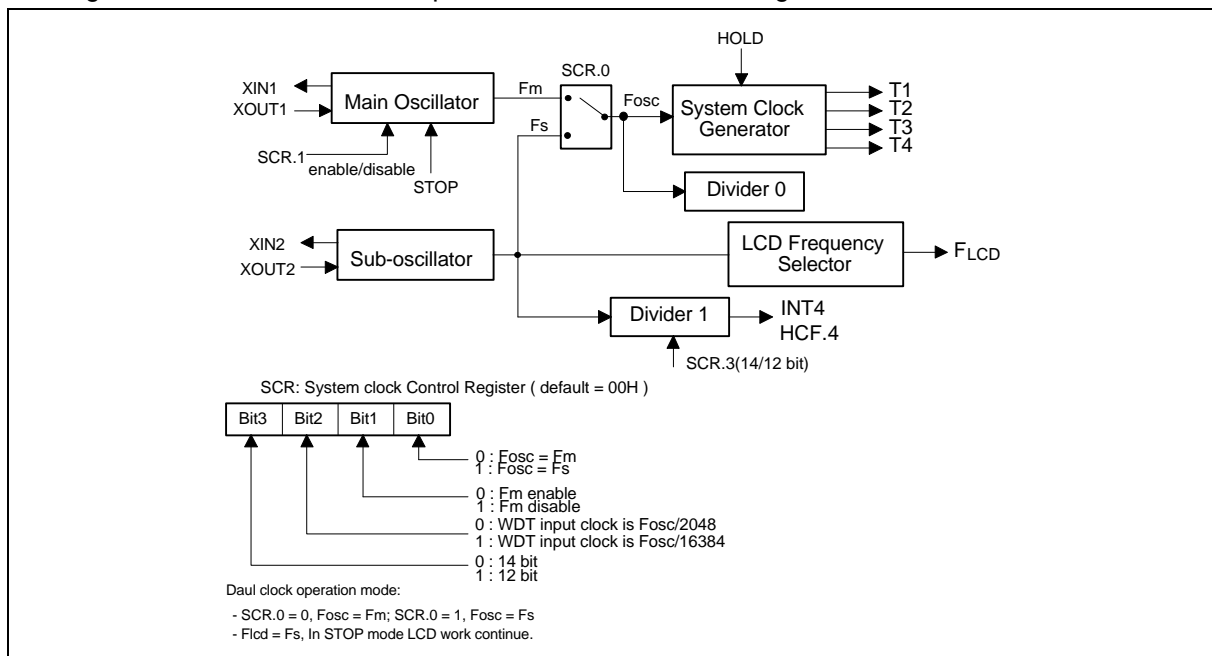 HOLD
SCR.0
XIN1
XOUT1
Main Oscillator
Fm
Fs
Fosc
System Clock
Generator
T1
T2
T3
T4
SCR.1
enable/disable
STOP
Divider 0
XIN2
XOUT2
Sub-oscillator
LCD Frequency
Selector
FLCD
Divider 1
INT4
HCF.4
SCR.3(14/12 bit)
SCR: System clock Control Register ( default = 00H )
Bit3 Bit2 Bit1 Bit0
0 : Fosc = Fm
1 : Fosc = Fs
0 : Fm enable
1 : Fm disable
0 : WDT input clock is Fosc/2048
1 : WDT input clock is Fosc/16384
0 : 14 bit
1 : 12 bit
Daul clock operation mode:
- SCR.0 = 0, Fosc = Fm; SCR.0 = 1, Fosc = Fs
- Flcd = Fs, In STOP mode LCD work continue.